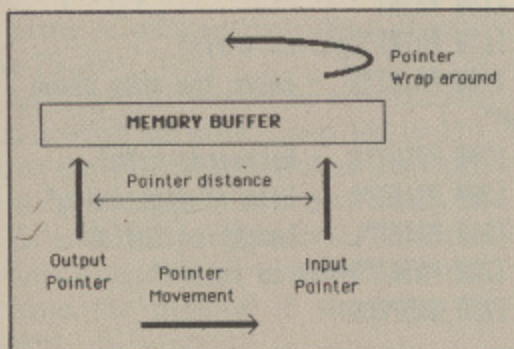 Pointer
Wrap around
MEMORY BUFFER
Pointer distance
Output
Pointer
Pointer
Movement
Input
Pointer